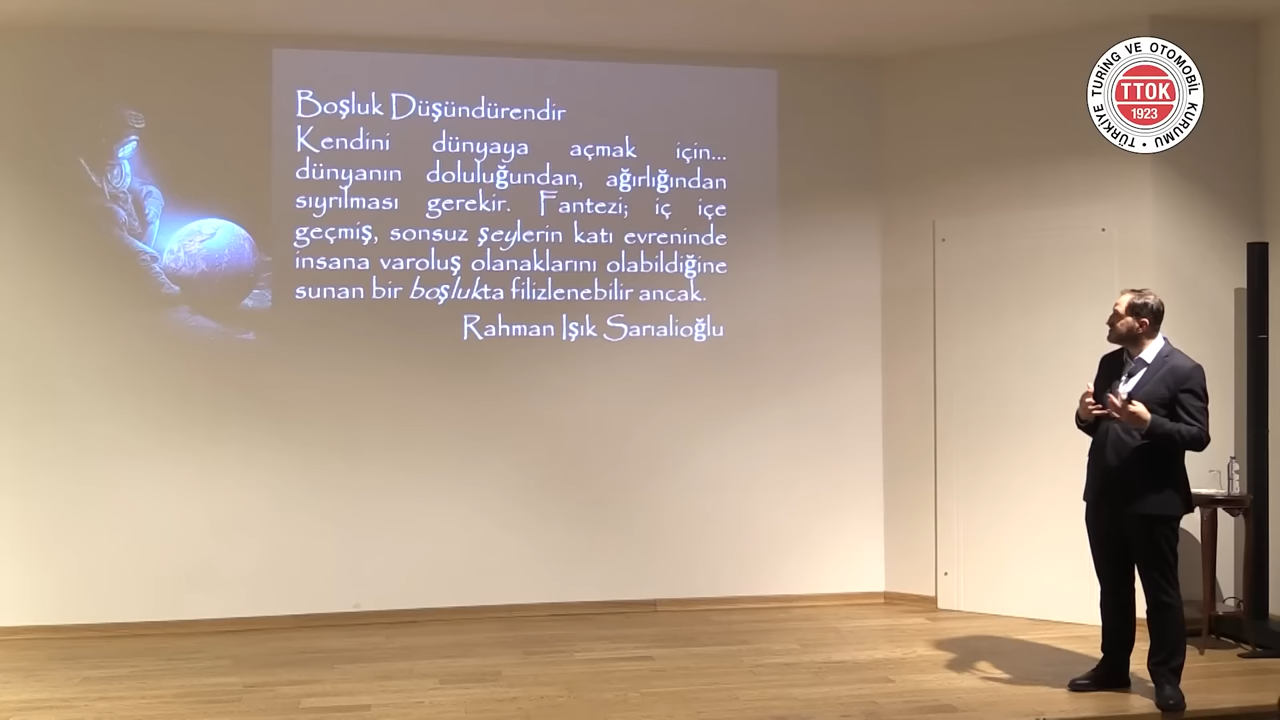 Boşluk Düşündürendir
Kendini dünyaya açmak için...
dünyanın doluluğundan, ağırlığından
sıyrılması gerekir. Fantezi; iç içe
geçmiş, sonsuz şeylerin katı evreninde
insana varoluş olanaklarını olabildiğine
sunan bir boşlukta filizlenebilir ancak.
Rahman Işık Sarıalioğlu
TÜRKİYE TURİNG VE OTOMOBİL KURUMU
TTOK
1923